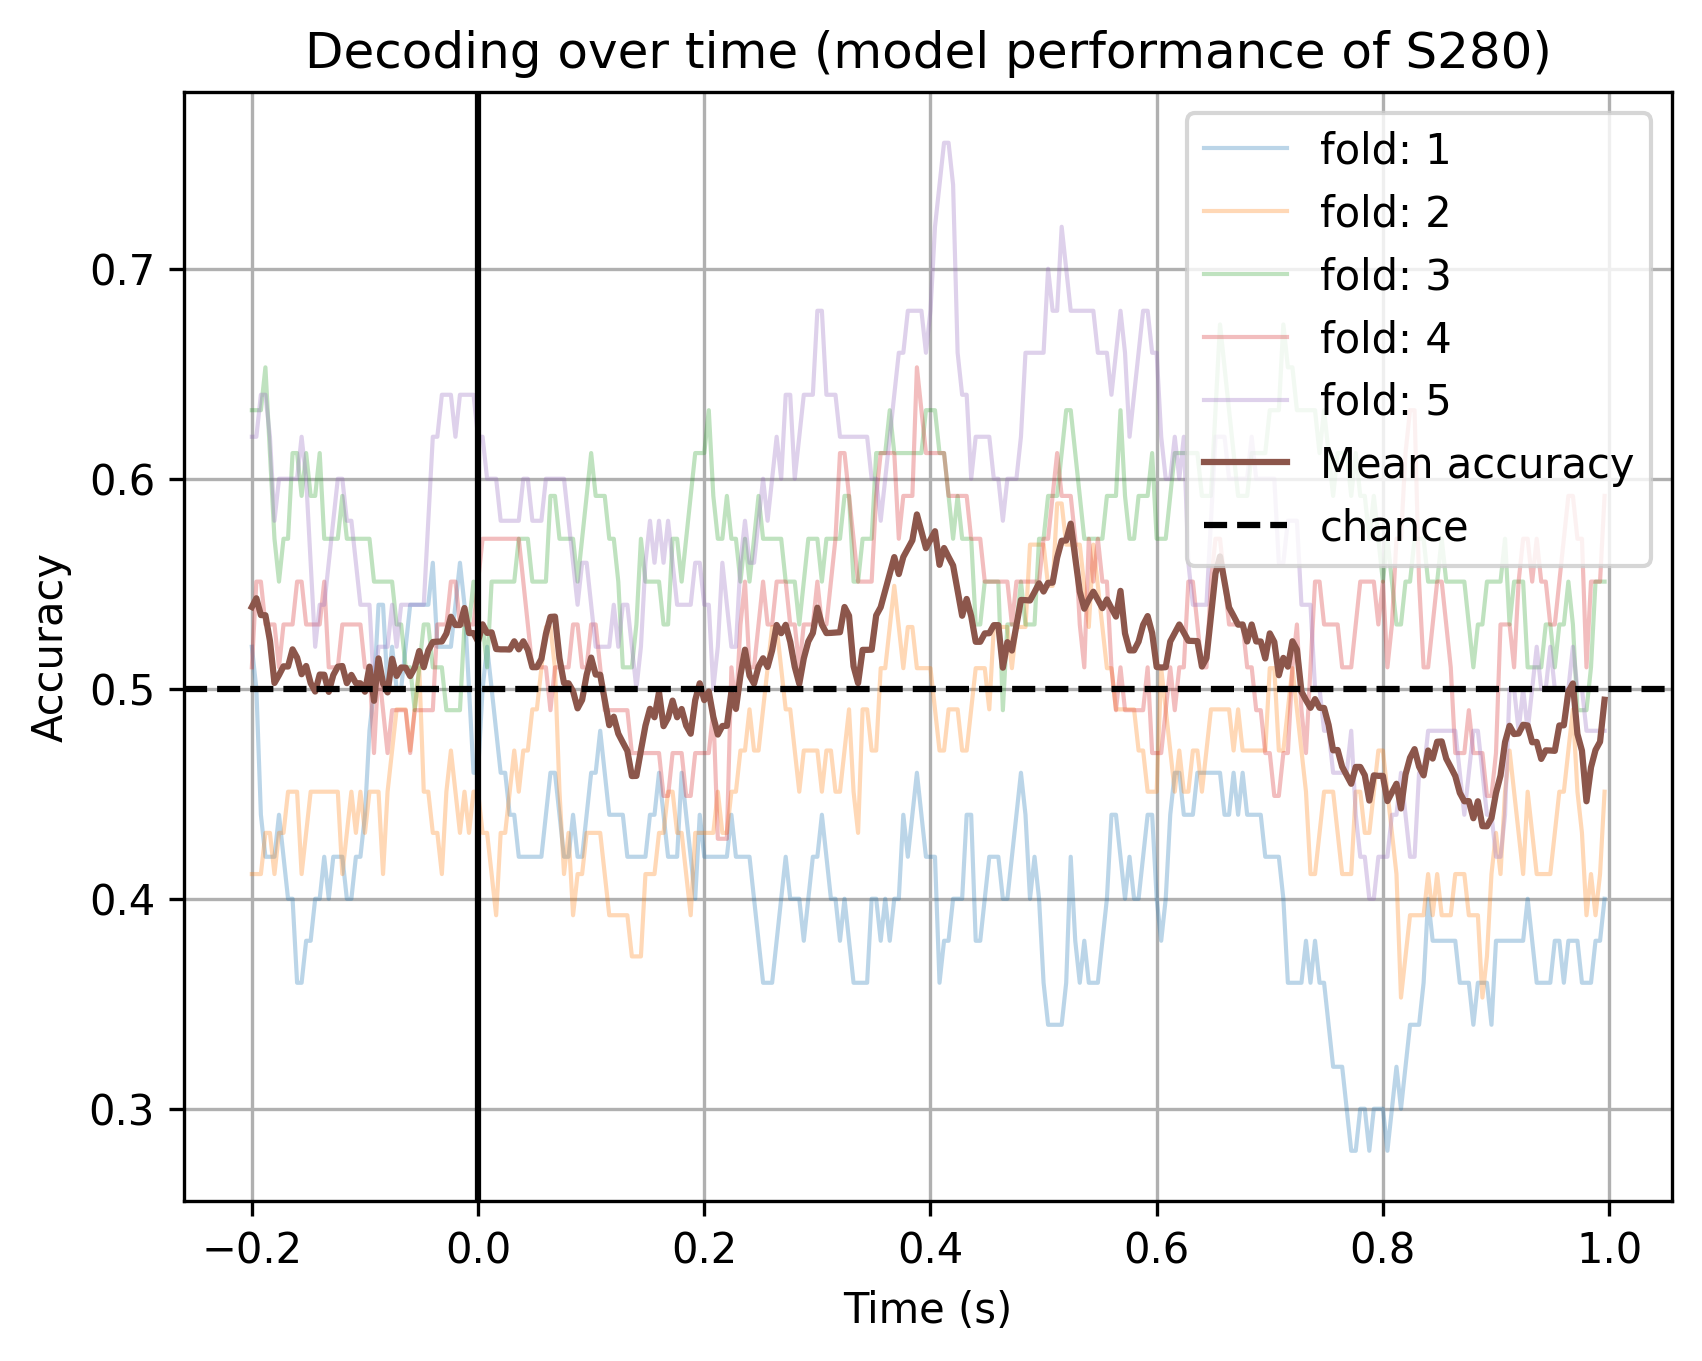 Decoding over time (model performance of S280)
fold: 1
fold: 2
fold: 3
fold: 4
fold: 5
Mean accuracy
chance
Accuracy
0.7
0.6
0.5
0.4
0.3
−0.2 0.0 0.2 0.4 0.6 0.8 1.0
Time (s)